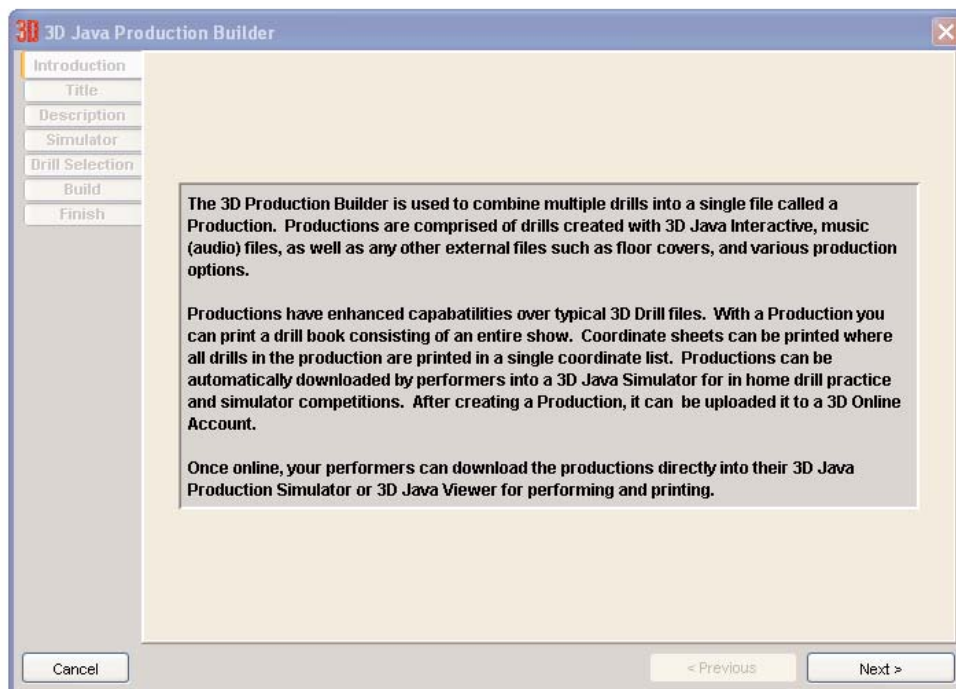 3D 3D Java Production Builder
Introduction
Title
Description
Simulator
Drill Selection
Build
Finish
The 3D Production Builder is used to combine multiple drills into a single file called a
Production. Productions are comprised of drills created with 3D Java Interactive, music
(audio) files, as well as any other external files such as floor covers, and various production
options.
Productions have enhanced capabatilities over typical 3D Drill files. With a Production you
can print a drill book consisting of an entire show. Coordinate sheets can be printed where
all drills in the production are printed in a single coordinate list. Productions can be
automatically downloaded by performers into a 3D Java Simulator for in home drill practice
and simulator competitions. After creating a Production, it can be uploaded it to a 3D Online
Account.
Once online, your performers can download the productions directly into their 3D Java
Production Simulator or 3D Java Viewer for performing and printing.
Cancel
< Previous
Next >